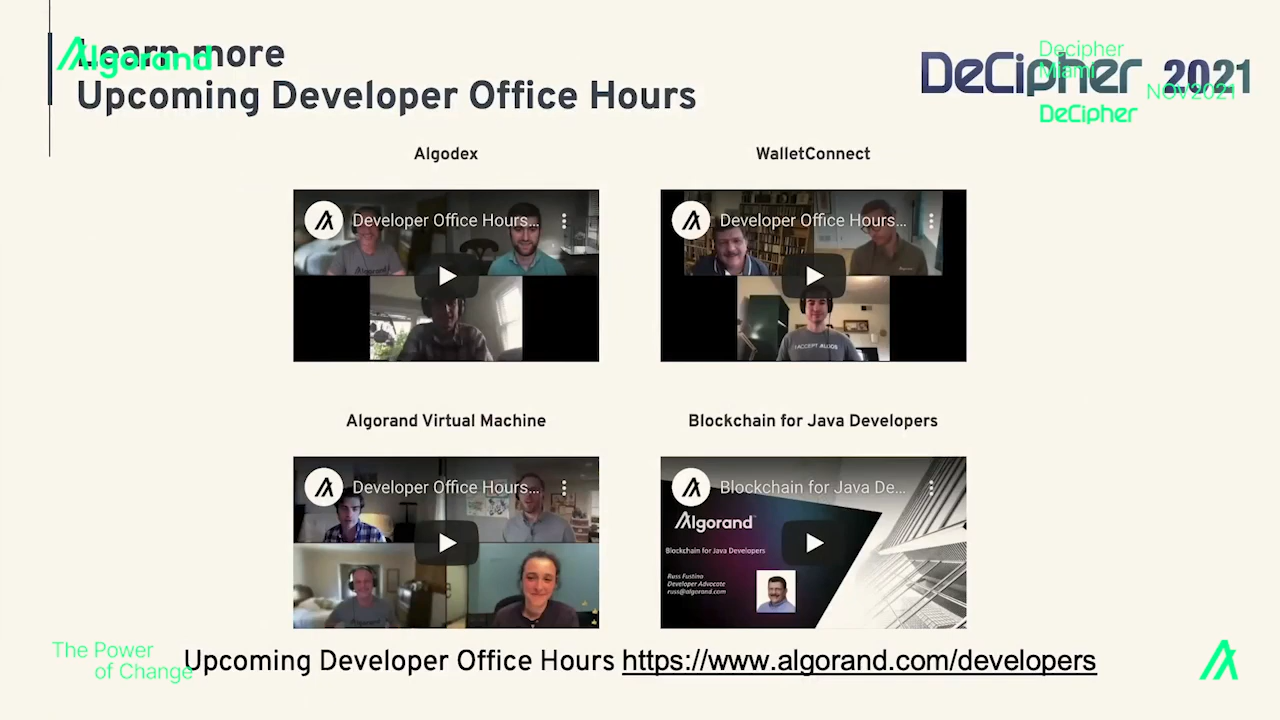 Learn more
Algorand
Upcoming Developer Office Hours
DeCipher 2021
Decipher
Miami
NOV2021
DeCipher
Algodex
WalletConnect
Developer Office Hours...
Developer Office Hours...
Algorand
I ACCEPT ALGOS
Algorand Virtual Machine
Blockchain for Java Developers
Developer Office Hours...
Blockchain for Java De...
Algorand
Blockchain for Java Developers
Russ Fustino
Developer Advocate
russ@algorand.com
Algorand
The Power
of Change
Upcoming Developer Office Hours https://www.algorand.com/developers